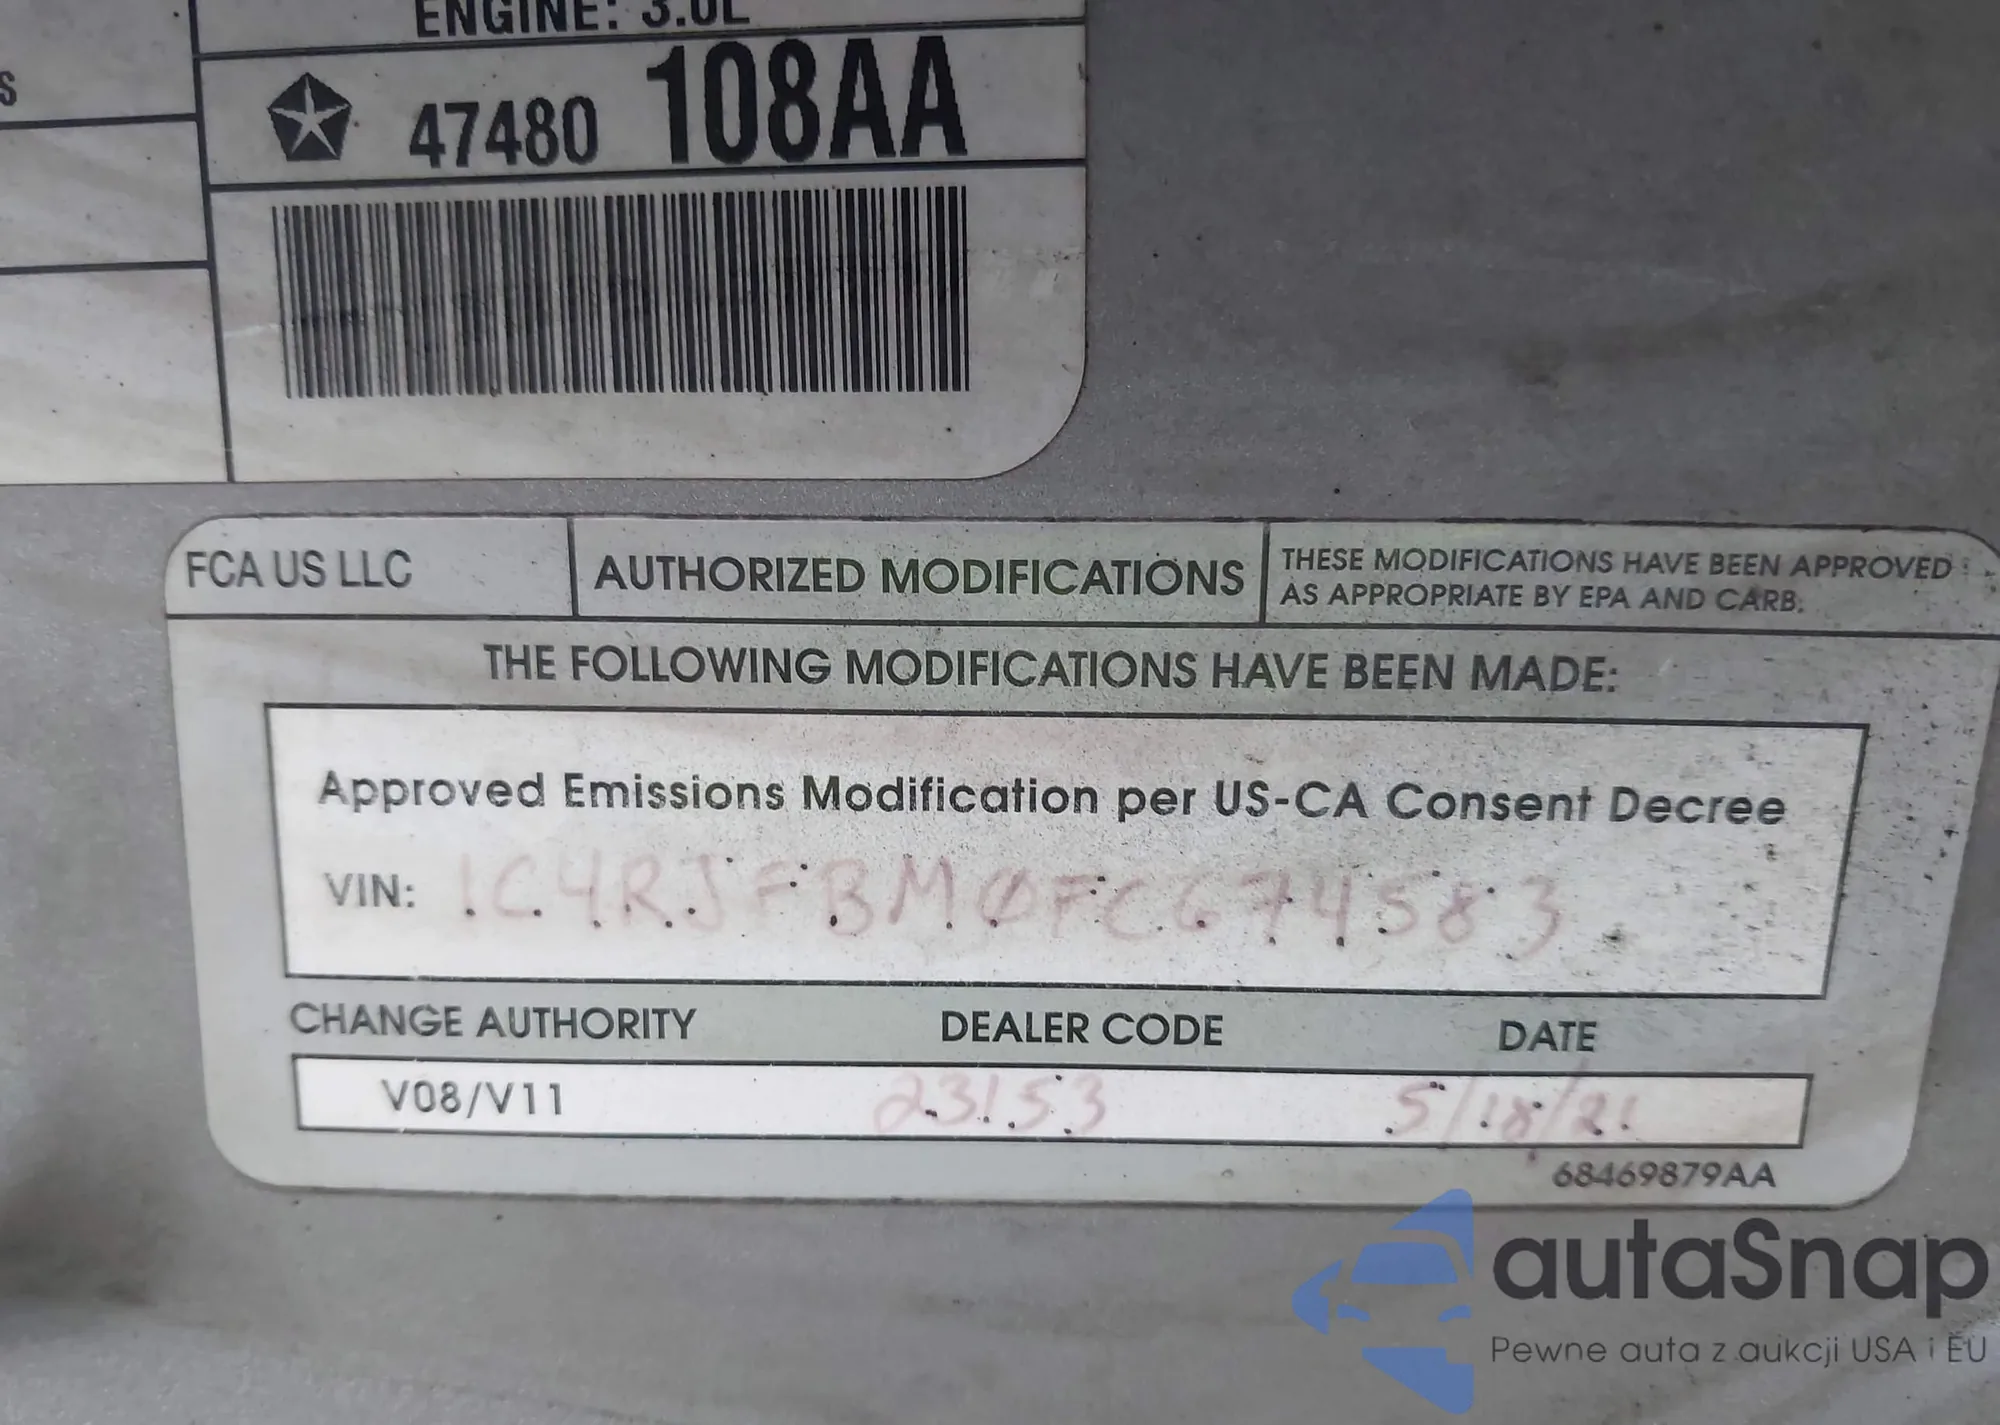 ENGINE: 3.0L
S
47480 108AA
FCA US LLC
AUTHORIZED MODIFICATIONS
THESE MODIFICATIONS HAVE BEEN APPROVED
AS APPROPRIATE BY EPA AND CARB.
THE FOLLOWING MODIFICATIONS HAVE BEEN MADE:
Approved Emissions Modification per US-CA Consent Decree
VIN: 1C4RJFBM0FC674583
CHANGE AUTHORITY DEALER CODE DATE
V08/V11 23153 5/18/21
68469879AA
autaSnap
Pewne auta z aukcji USA i EU